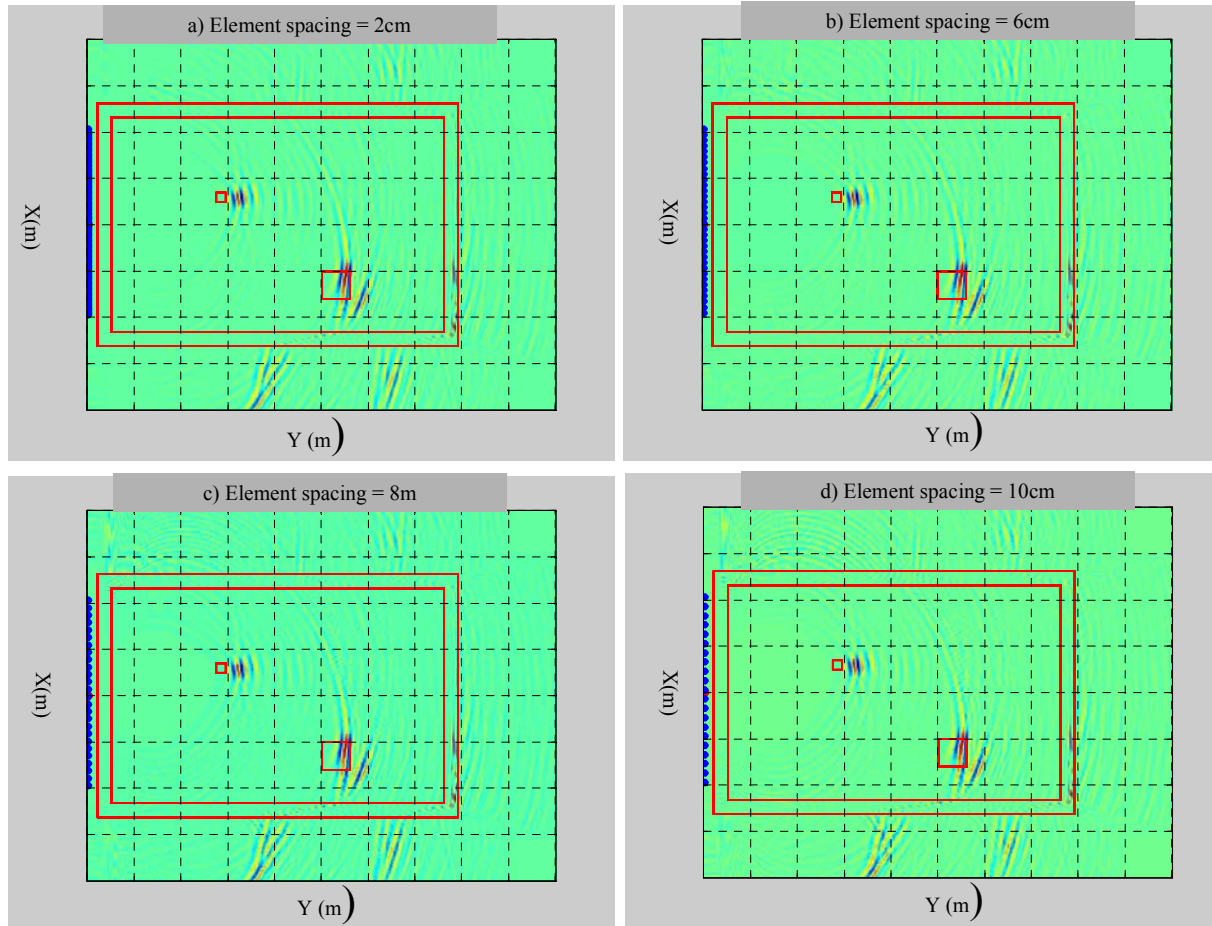 a) Element spacing = 2cm
b) Element spacing = 6cm
X(m)
X(m)
Y (m)
Y (m)
c) Element spacing = 8m
d) Element spacing = 10cm
X(m)
X(m)
Y (m)
Y (m)